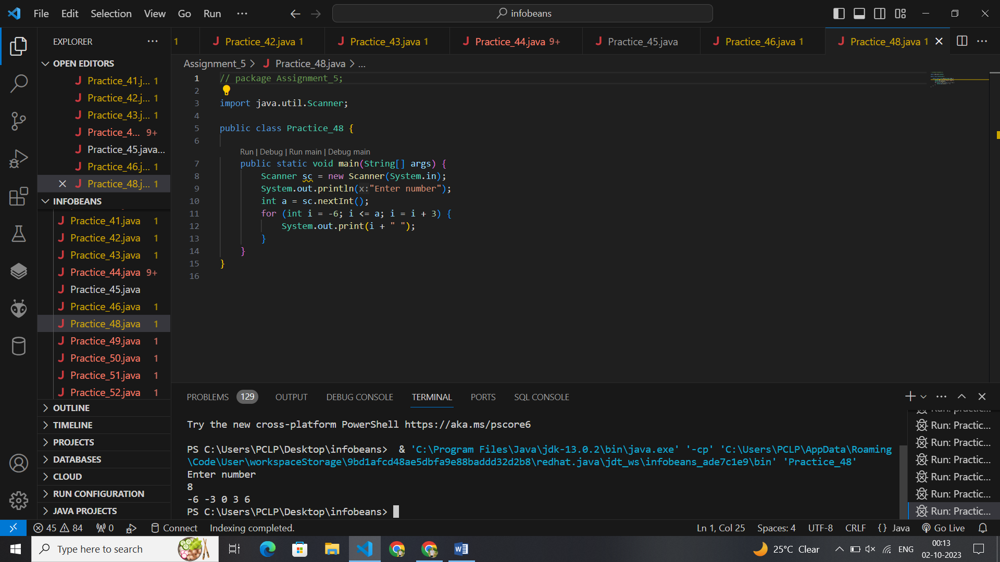 File Edit Selection View Go Run ···
infobeans
EXPLORER ···
OPEN EDITORS
Practice_41.j... 1
Practice_42.j... 1
Practice_43.j... 1
Practice_4... 9+
Practice_45.java...
Practice_46.j... 1
Practice_48.j... 1
INFOBEANS
Practice_41.java 1
Practice_42.java 1
Practice_43.java 1
Practice_44.java 9+
Practice_45.java
Practice_46.java 1
Practice_48.java 1
Practice_49.java 1
Practice_50.java 1
Practice_51.java 1
Practice_52.java 1
OUTLINE
TIMELINE
PROJECTS
DATABASES
CLOUD
RUN CONFIGURATION
JAVA PROJECTS
1 Practice_42.java 1 Practice_43.java 1 Practice_44.java 9+ Practice_45.java Practice_46.java 1 Practice_48.java 1
Assignment_5 > Practice_48.java > ...
1 // package Assignment_5;
2
3 import java.util.Scanner;
4
5 public class Practice_48 {
6
Run | Debug | Run main | Debug main
7 public static void main(String[] args) {
8 Scanner sc = new Scanner(System.in);
9 System.out.println(x:"Enter number");
10 int a = sc.nextInt();
11 for (int i = -6; i <= a; i = i + 3) {
12 System.out.print(i + " ");
13 }
14 }
15 }
16
PROBLEMS 129 OUTPUT DEBUG CONSOLE TERMINAL PORTS SQL CONSOLE
Try the new cross-platform PowerShell https://aka.ms/pscore6
PS C:\Users\PCLP\Desktop\infobeans> & 'C:\Program Files\Java\jdk-13.0.2\bin\java.exe' '-cp' 'C:\Users\PCLP\AppData\Roaming
\Code\User\workspaceStorage\9bd1afcd48ae5dbfa9e88baddd32d2b8\redhat.java\jdt_ws\infobeans_ade7c1e9\bin' 'Practice_48'
Enter number
8
-6 -3 0 3 6
PS C:\Users\PCLP\Desktop\infobeans>
Run: Practic...
Run: Practic...
Run: Practic...
Run: Practic...
Run: Practic...
Run: Practic...
45 84 0 Connect Indexing completed. Ln 1, Col 25 Spaces: 4 UTF-8 CRLF {} Java Go Live
Type here to search
25°C Clear ENG
00:13
02-10-2023